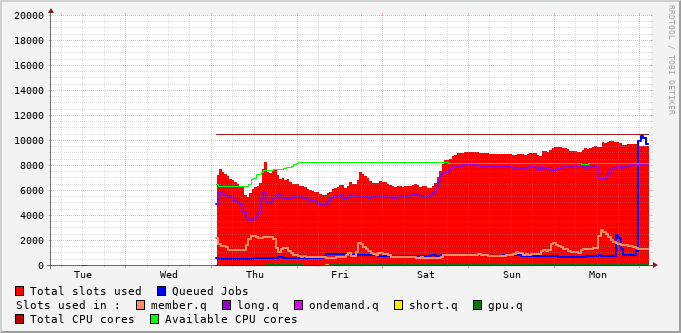 RRDTOOL / TOBI OETIKER
20000
18000
16000
14000
12000
10000
8000
6000
4000
2000
0
Tue Wed Thu Fri Sat Sun Mon
Total slots used Queued Jobs
Slots used in : member.q long.q ondemand.q short.q gpu.q
Total CPU cores Available CPU cores